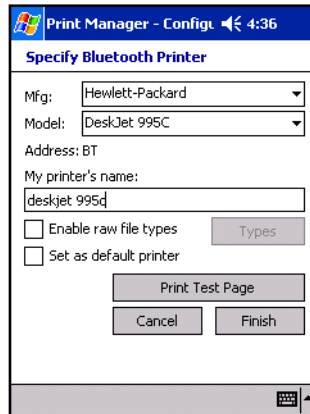 Print Manager - Configu 4:36
Specify Bluetooth Printer
Mfg: Hewlett-Packard
Model: DeskJet 995C
Address: BT
My printer's name:
deskjet 995c
Enable raw file types Types
Set as default printer
Print Test Page
Cancel Finish